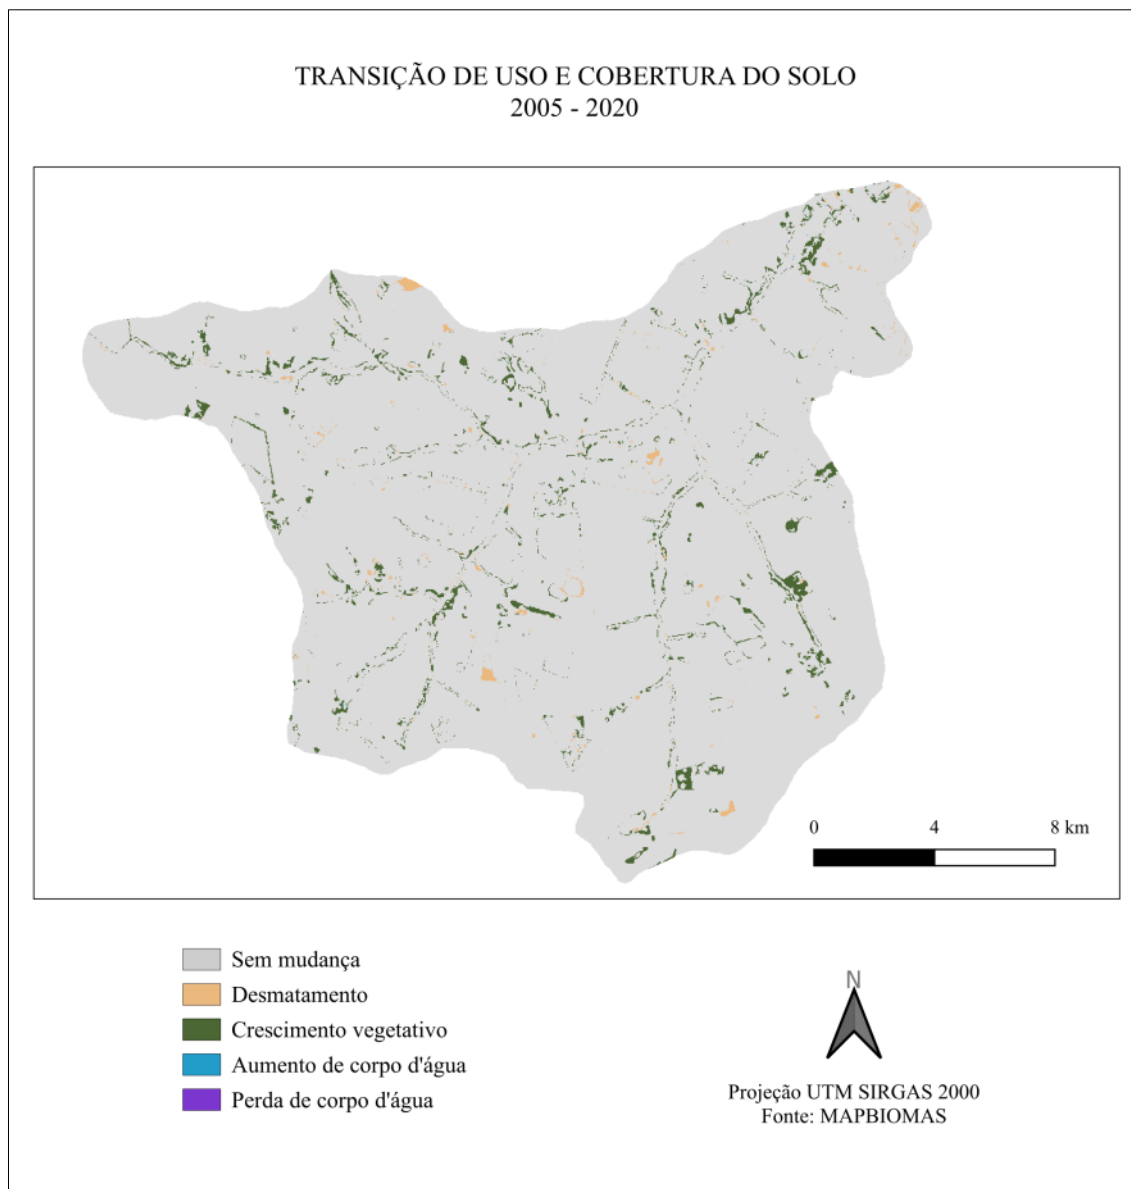 TRANSIÇÃO DE USO E COBERTURA DO SOLO
2005 - 2020
0 4 8 km
Sem mudança
Desmatamento
Crescimento vegetativo
Aumento de corpo d'água
Perda de corpo d'água
N
Projeção UTM SIRGAS 2000
Fonte: MAPBIOMAS